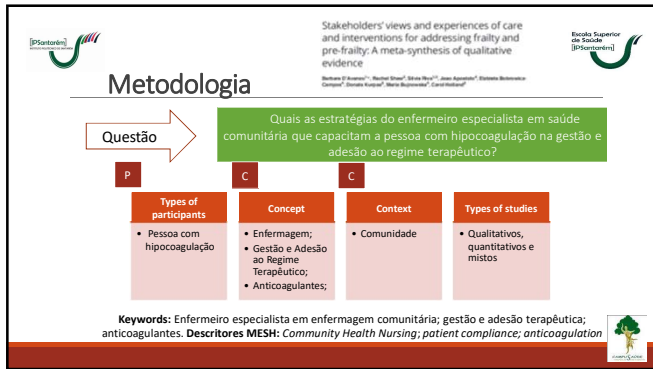 [IPSantarém]
Stakeholders' views and experiences of care
and interventions for addressing frailty and
pre-frailty: A meta-synthesis of qualitative
evidence
Escola Superior
de Saúde
[IPSantarém]
Metodologia
Questão
Quais as estratégias do enfermeiro especialista em saúde
comunitária que capacitam a pessoa com hipocoagulação na gestão e
adesão ao regime terapêutico?
P
C
C
Types of
participants
• Pessoa com
hipocoagulação
Concept
• Enfermagem;
• Gestão e Adesão
ao Regime
Terapêutico;
• Anticoagulantes;
Context
• Comunidade
Types of studies
• Qualitativos,
quantitativos e
mistos
Keywords: Enfermeiro especialista em enfermagem comunitária; gestão e adesão terapêutica;
anticoagulantes. Descritores MESH: Community Health Nursing; patient compliance; anticoagulation